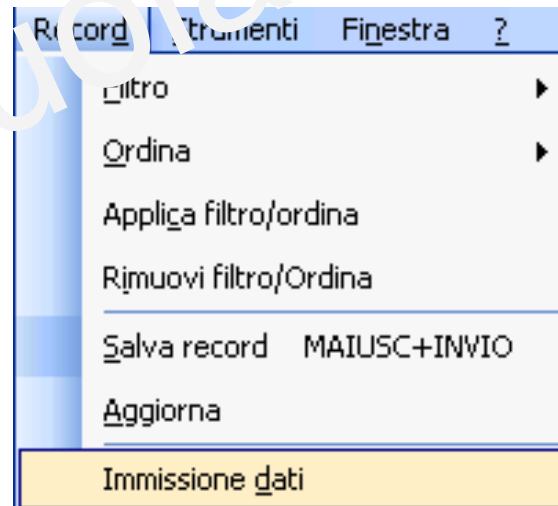 Record Strumenti Finestra ?
Filtro
Ordina
Applica filtro/ordina
Rimuovi filtro/Ordina
Salva record MAIUSC+INVIO
Aggiorna
Immissione dati